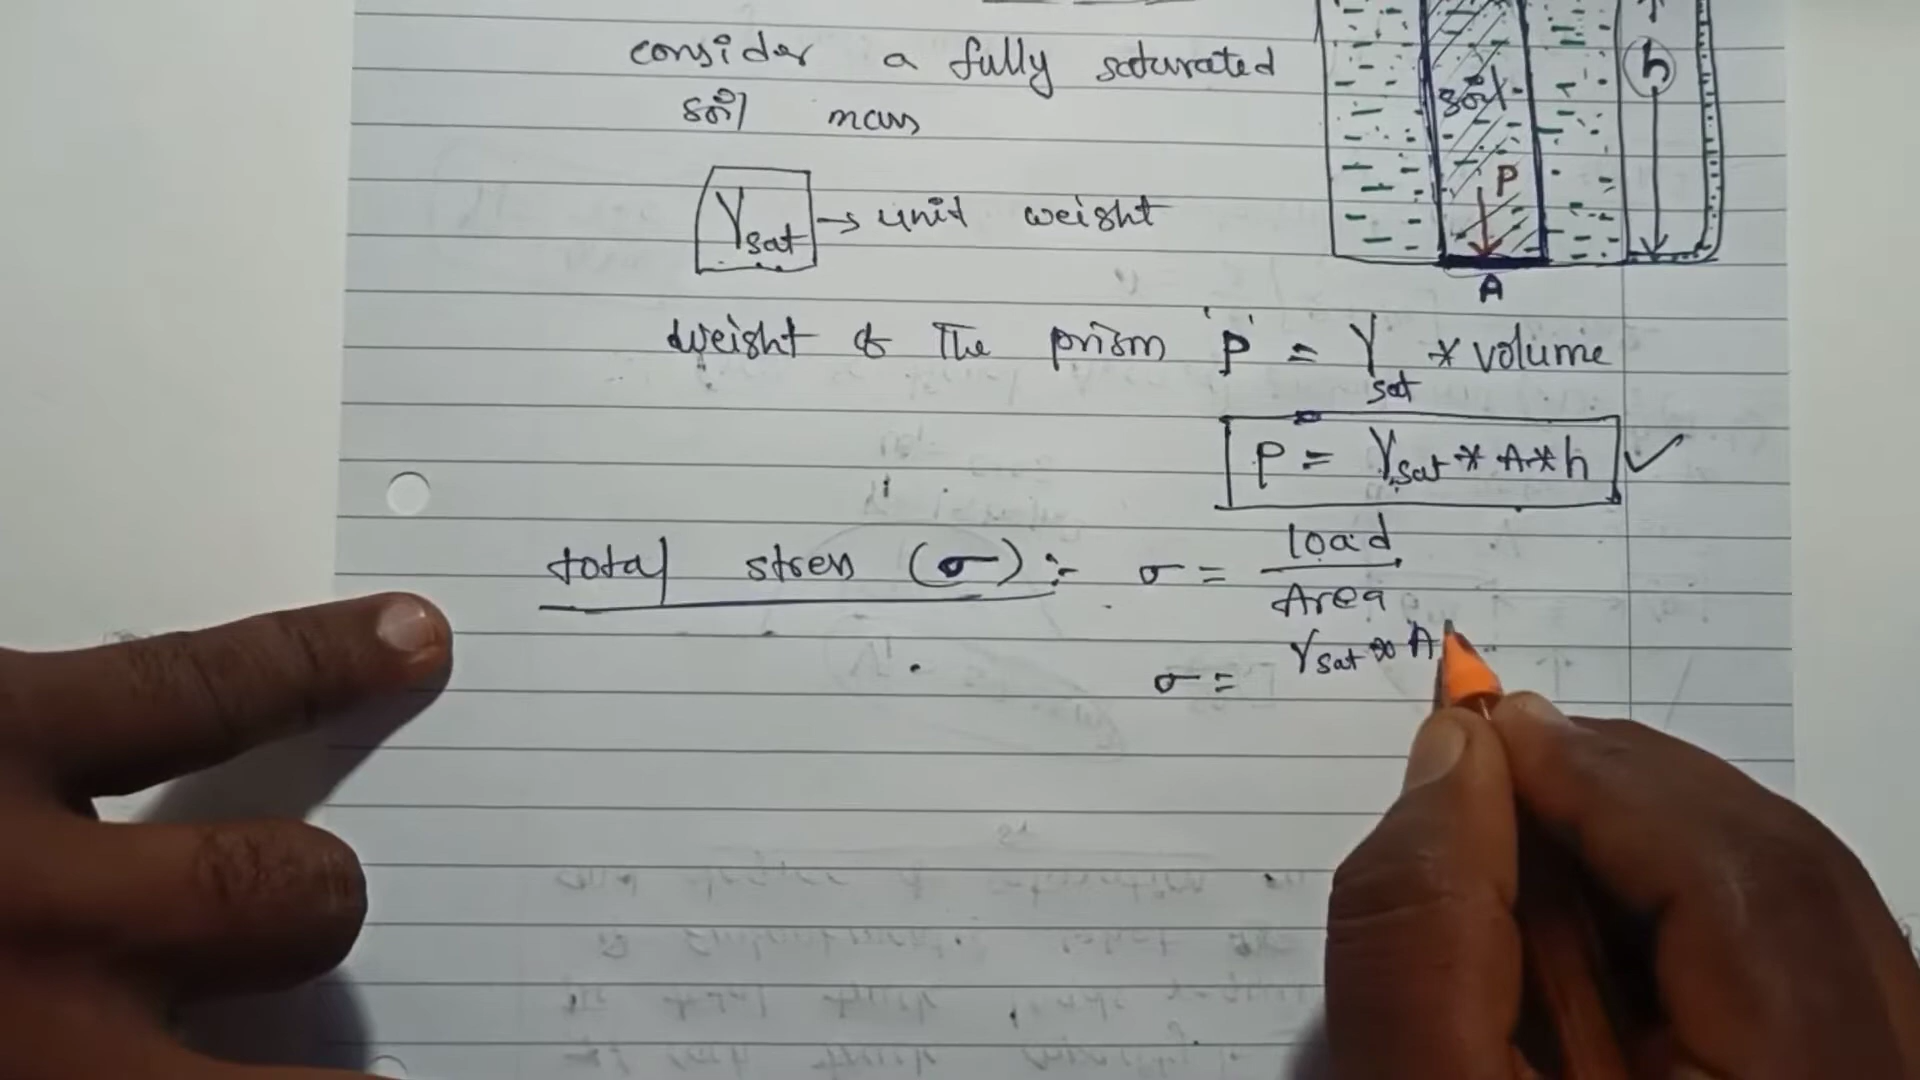 consider a fully saturated
soil mass
γsat → unit weight
h
soil
P
A
weight of the prism 'P' = γsat * volume
P = γsat * A * h ✓
total stress (σ) :- σ = load / Area
σ = γsat * A